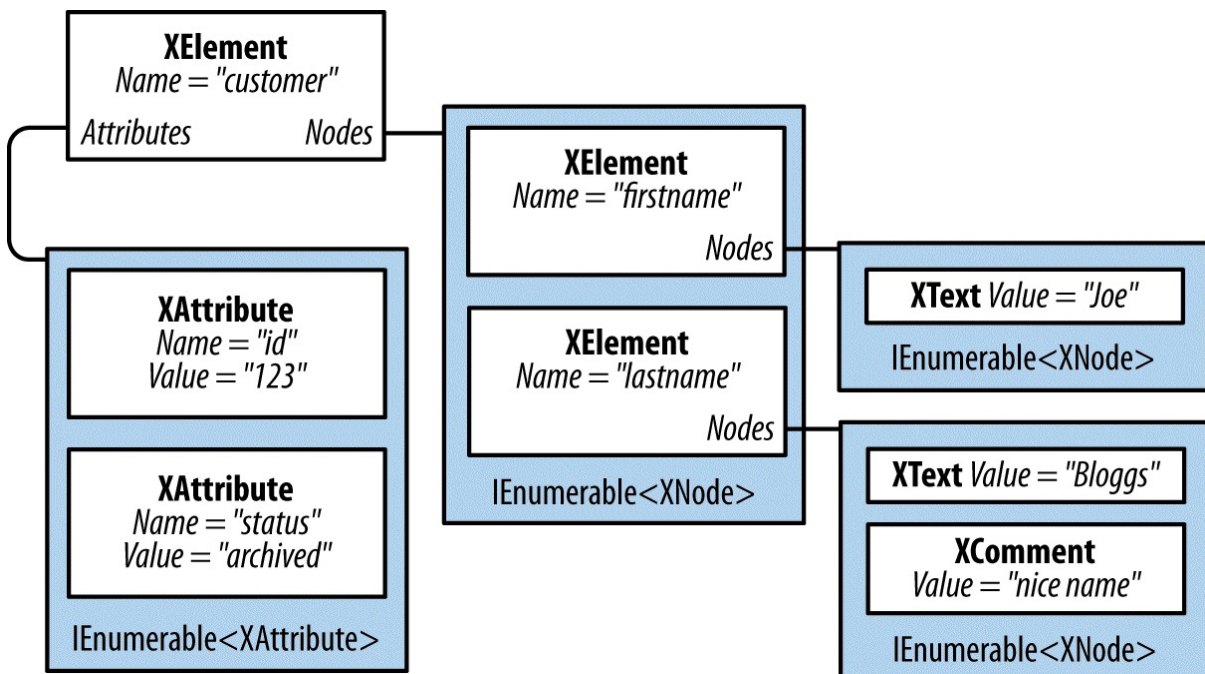 XElement
Name = "customer"
Attributes Nodes
XElement
Name = "firstname"
Nodes
XElement
Name = "lastname"
Nodes
IEnumerable<XNode>
XAttribute
Name = "id"
Value = "123"
XAttribute
Name = "status"
Value = "archived"
IEnumerable<XAttribute>
XText Value = "Joe"
IEnumerable<XNode>
XText Value = "Bloggs"
XComment
Value = "nice name"
IEnumerable<XNode>